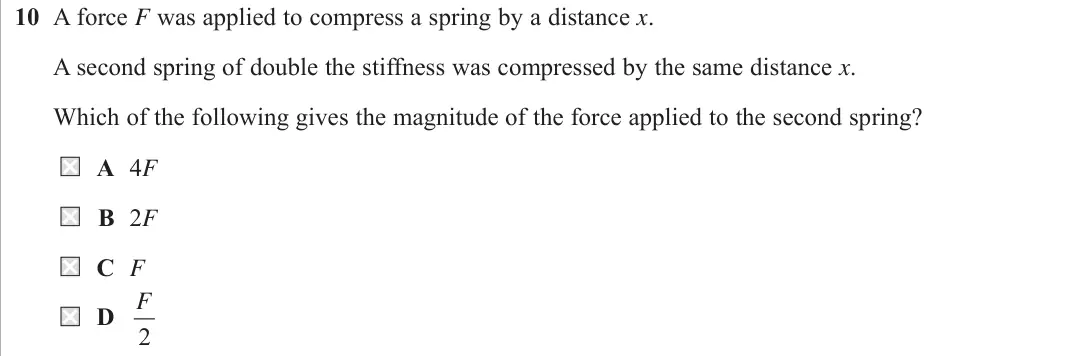 10 A force F was applied to compress a spring by a distance x.
A second spring of double the stiffness was compressed by the same distance x.
Which of the following gives the magnitude of the force applied to the second spring?
A 4F
B 2F
C F
D F/2